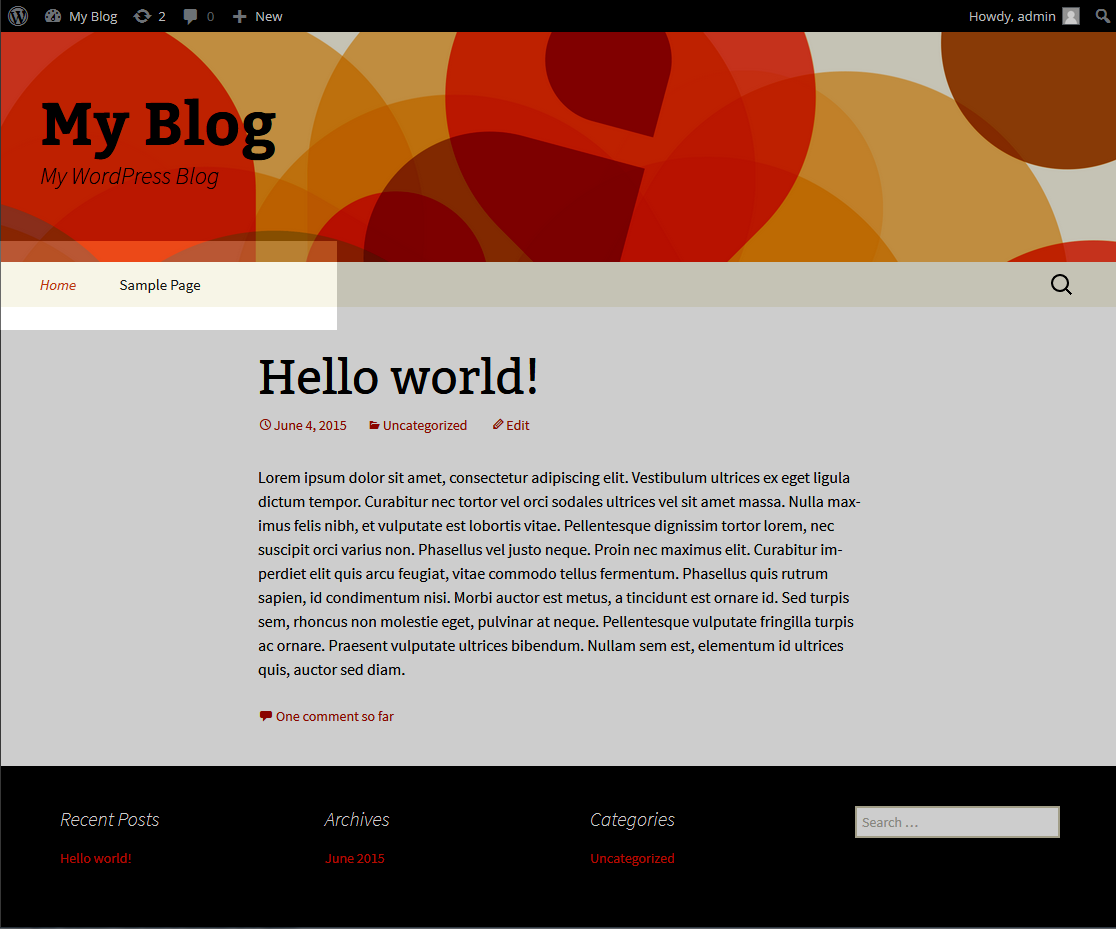 My Blog 2 0 New Howdy, admin
My Blog
My WordPress Blog
Home Sample Page
Hello world!
June 4, 2015 Uncategorized Edit
Lorem ipsum dolor sit amet, consectetur adipiscing elit. Vestibulum ultrices ex eget ligula
dictum tempor. Curabitur nec tortor vel orci sodales ultrices vel sit amet massa. Nulla max-
imus felis nibh, et vulputate est lobortis vitae. Pellentesque dignissim tortor lorem, nec
suscipit orci varius non. Phasellus vel justo neque. Proin nec maximus elit. Curabitur im-
perdiet elit quis arcu feugiat, vitae commodo tellus fermentum. Phasellus quis rutrum
sapien, id condimentum nisi. Morbi auctor est metus, a tincidunt est ornare id. Sed turpis
sem, rhoncus non molestie eget, pulvinar at neque. Pellentesque vulputate fringilla turpis
ac ornare. Praesent vulputate ultrices bibendum. Nullam sem est, elementum id ultrices
quis, auctor sed diam.
One comment so far
Recent Posts Archives Categories Search …
Hello world! June 2015 Uncategorized